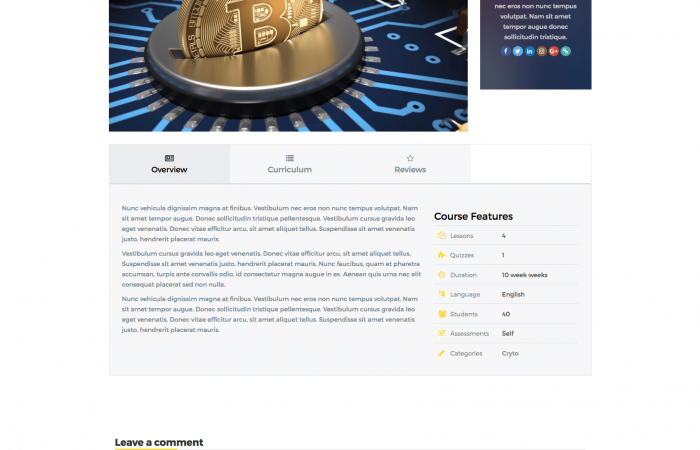 nec eros non nunc tempus
volutpat. Nam sit amet
tempor augue donec
sollicitudin tristique.
Overview
Curriculum
Reviews
Nunc vehicula dignissim magna at finibus. Vestibulum nec eros non nunc tempus volutpat. Nam
sit amet tempor augue. Donec sollicitudin tristique pellentesque. Vestibulum cursus gravida leo
eget venenatis. Donec vitae efficitur arcu, sit amet aliquet tellus. Suspendisse sit amet venenatis
justo, hendrerit placerat mauris.
Vestibulum cursus gravida leo eget venenatis. Donec vitae efficitur arcu, sit amet aliquet tellus.
Suspendisse sit amet venenatis justo, hendrerit placerat mauris. Nunc faucibus, quam et pharetra
accumsan, turpis ante convallis odio, id consectetur magna augue in ex. Aenean quis urna nec elit
consequat placerat sed non nulla.
Nunc vehicula dignissim magna at finibus. Vestibulum nec eros non nunc tempus volutpat. Nam
sit amet tempor augue. Donec sollicitudin tristique pellentesque. Vestibulum cursus gravida leo
eget venenatis. Donec vitae efficitur arcu, sit amet aliquet tellus. Suspendisse sit amet venenatis
justo, hendrerit placerat mauris.
Course Features
Lessons 4
Quizzes 1
Duration 10 week weeks
Language English
Students 40
Assessments Self
Categories Cryto
Leave a comment